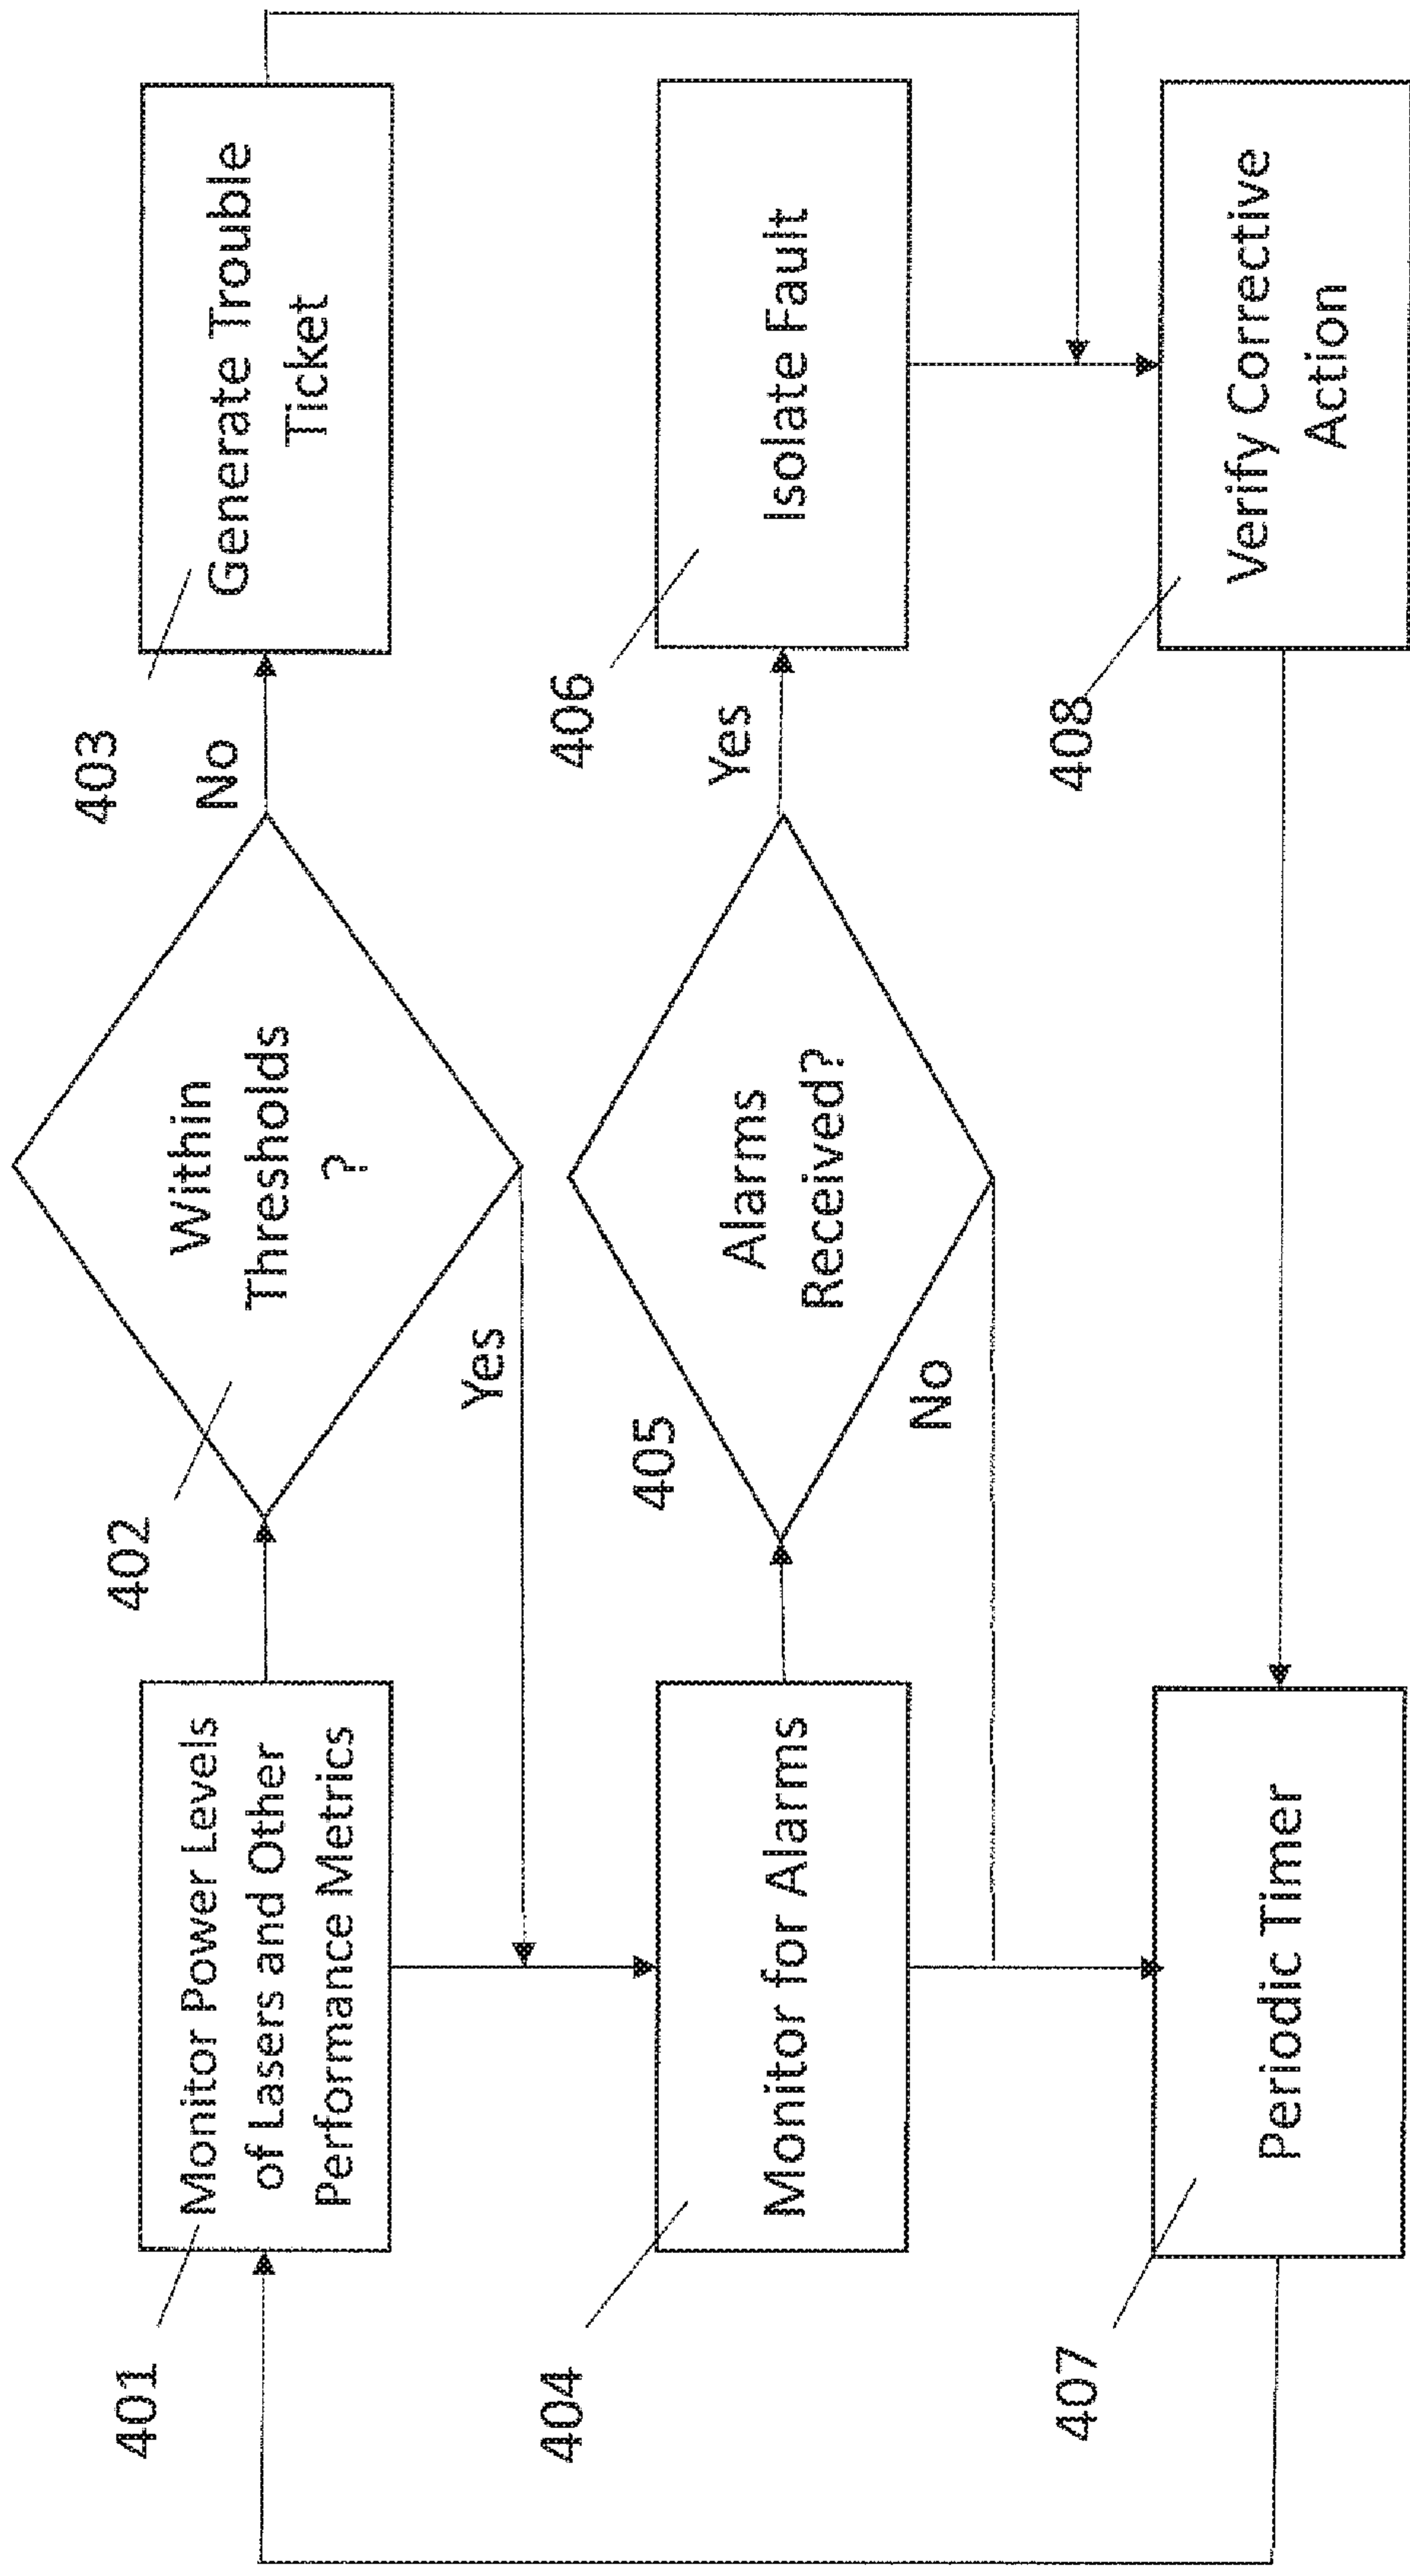 401
Monitor Power Levels
of Lasers and Other
Performance Metrics
402
Within
Thresholds
?
Yes
No
403
Generate Trouble
Ticket
404
Monitor for Alarms
405
Alarms
Received?
No
Yes
406
Isolate Fault
407
Periodic Timer
408
Verify Corrective
Action